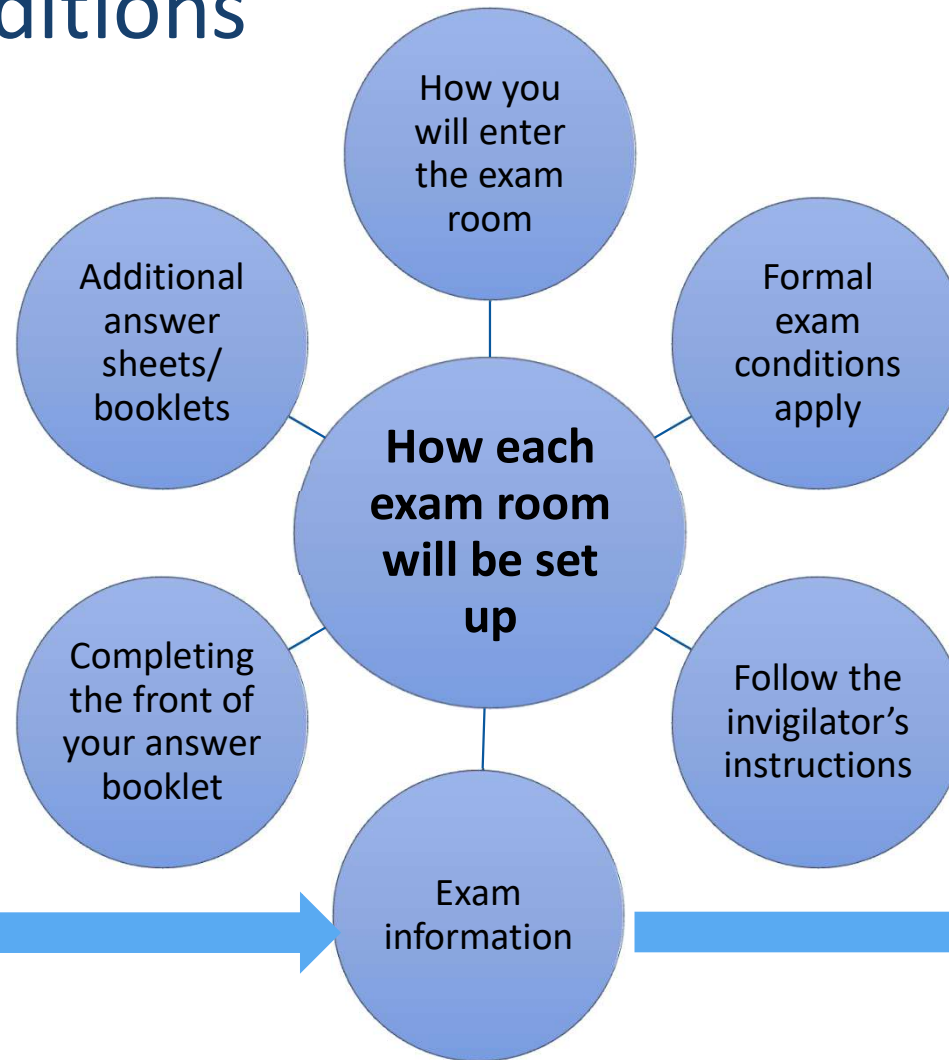 ditions
How you
will enter
the exam
room
Additional
answer
sheets/
booklets
Formal
exam
conditions
apply
How each
exam room
will be set
up
Completing
the front of
your answer
booklet
Follow the
invigilator’s
instructions
Exam
information